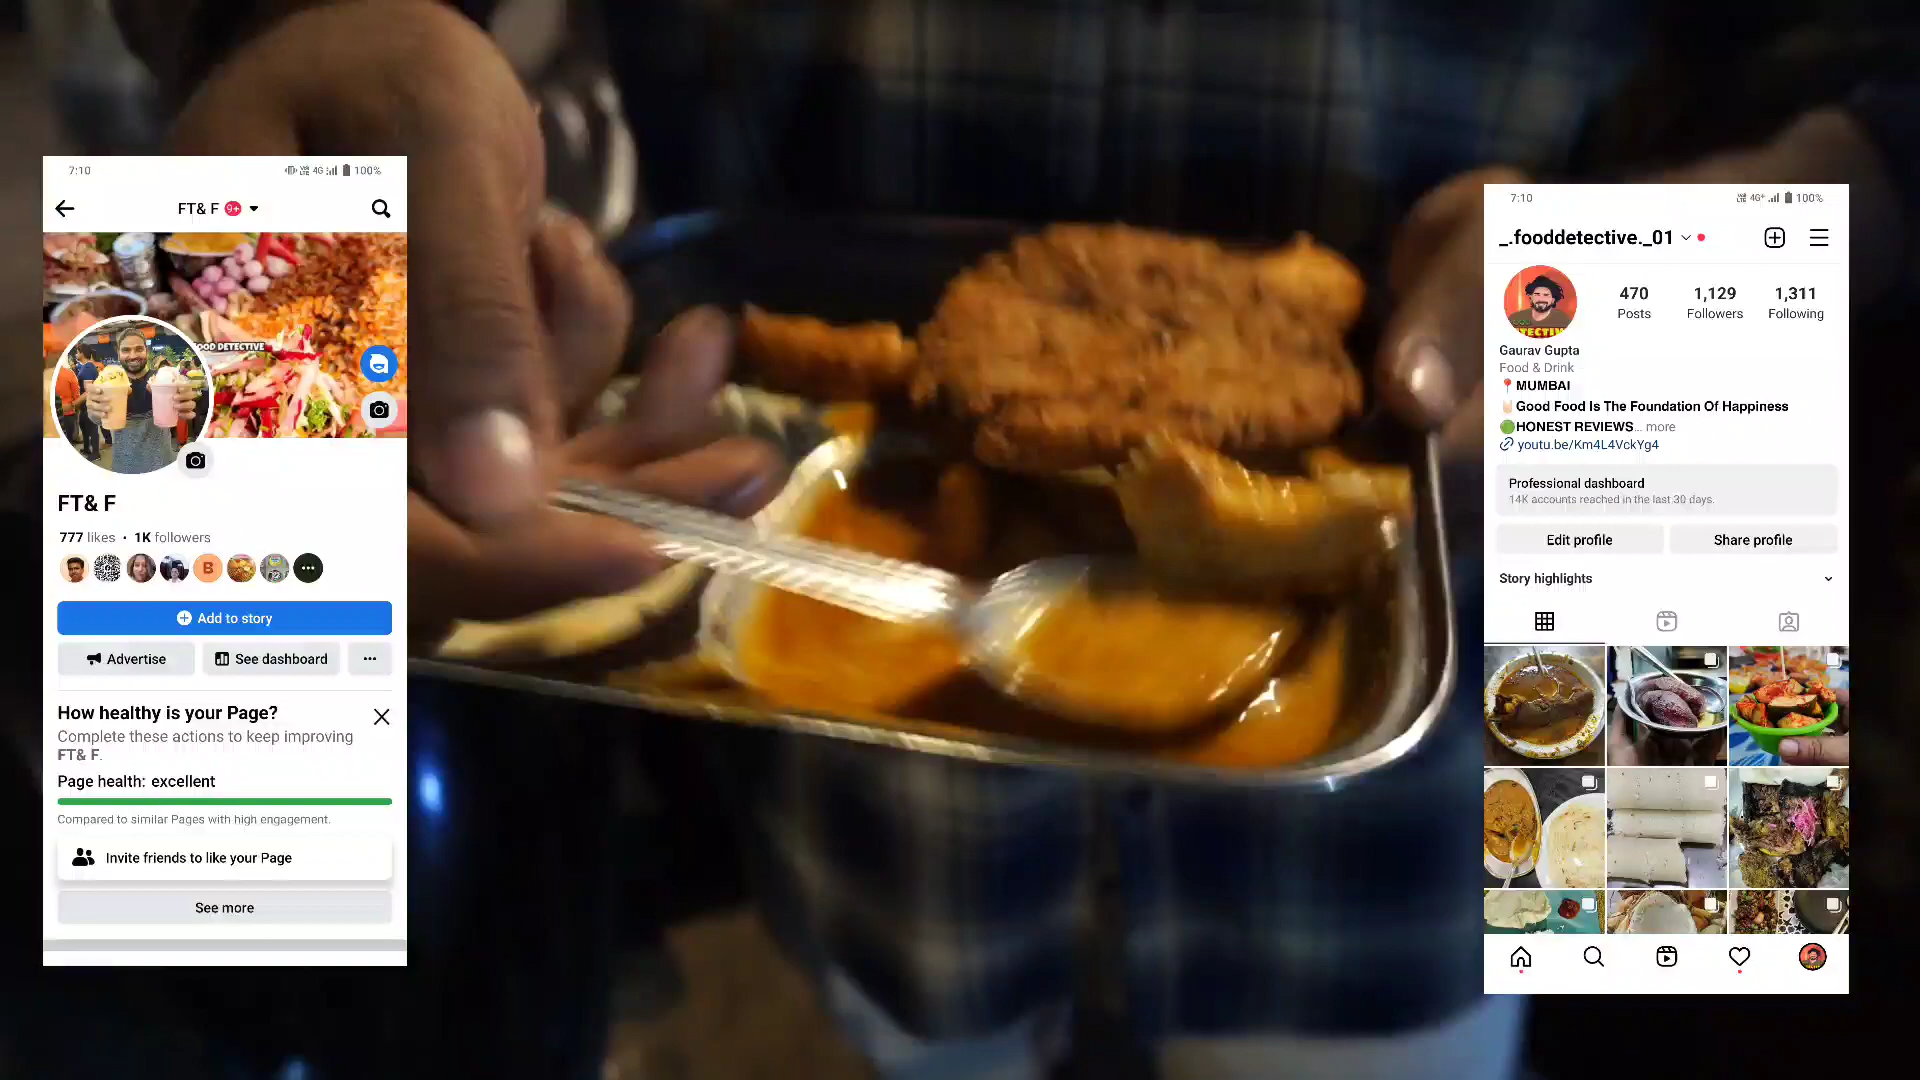 7:10
4G 100%
FT& F 9+
FOOD DETECTIVE
FT& F
777 likes • 1K followers
B
Add to story
Advertise
See dashboard
How healthy is your Page?
Complete these actions to keep improving
FT& F.
Page health: excellent
Compared to similar Pages with high engagement.
Invite friends to like your Page
See more
7:10
4G+ 100%
_.fooddetective._01
470
Posts
1,129
Followers
1,311
Following
Gaurav Gupta
Food & Drink
📍MUMBAI
🤘🏻Good Food Is The Foundation Of Happiness
🟢HONEST REVIEWS... more
youtu.be/Km4L4VckYg4
Professional dashboard
14K accounts reached in the last 30 days.
Edit profile
Share profile
Story highlights